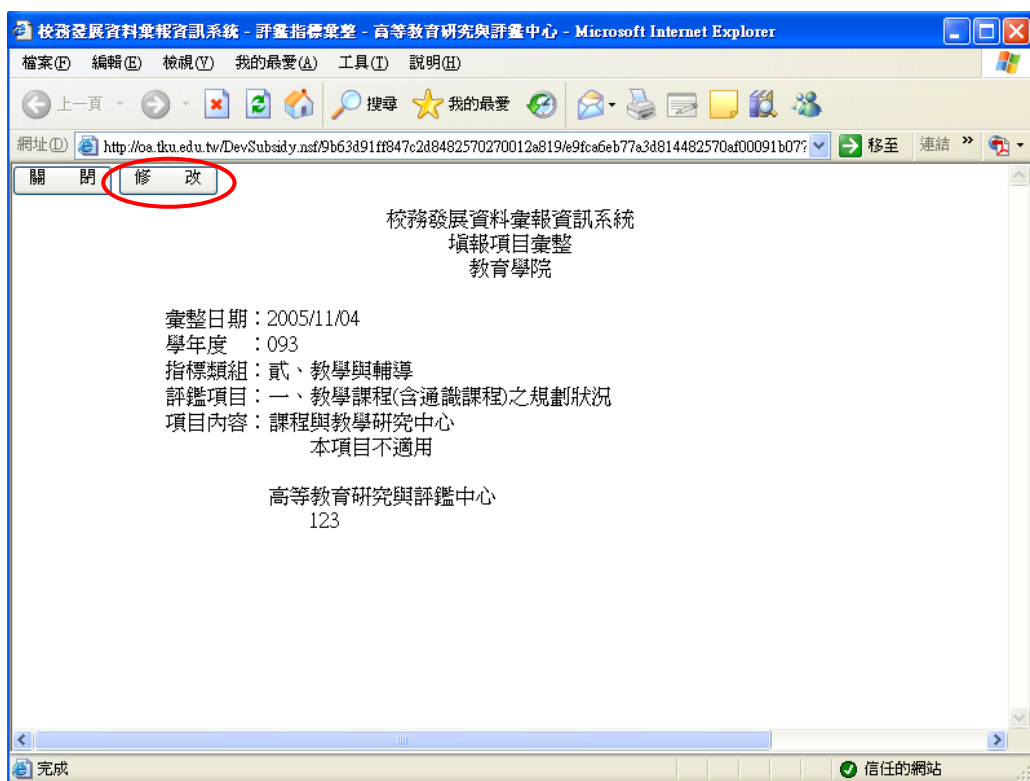 校務發展資料彙報資訊系統 - 評鑑指標彙整 - 高等教育研究與評鑑中心 - Microsoft Internet Explorer
檔案(F) 編輯(E) 檢視(V) 我的最愛(A) 工具(T) 說明(H)
上一頁 搜尋 我的最愛
網址(D) http://oa.tku.edu.tw/DevSubsidy.nsf/9b63d91ff847c2d8482570270012a819/e9fca6eb77a3d814482570af00091b07? 移至 連結 »
關 閉 修 改
校務發展資料彙報資訊系統
填報項目彙整
教育學院
彙整日期：2005/11/04
學年度 ：093
指標類組：貳、教學與輔導
評鑑項目：一、教學課程(含通識課程)之規劃狀況
項目內容：課程與教學研究中心
本項目不適用
高等教育研究與評鑑中心
123
完成 信任的網站